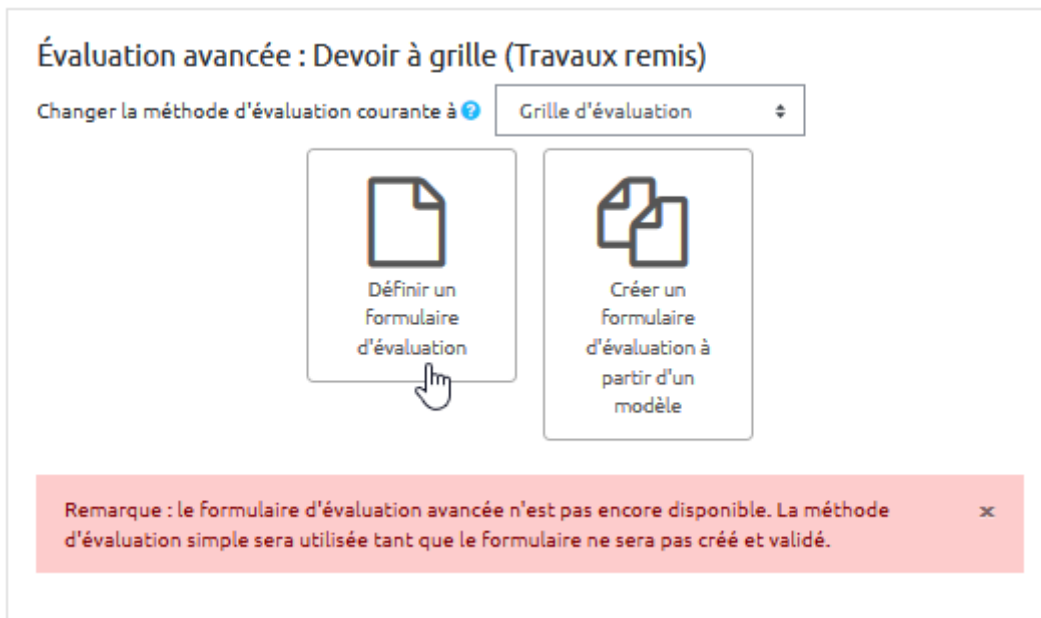 Évaluation avancée : Devoir à grille (Travaux remis)
Changer la méthode d'évaluation courante à
Grille d'évaluation
Définir un
formulaire
d'évaluation
Créer un
formulaire
d'évaluation à
partir d'un
modèle
Remarque : le formulaire d'évaluation avancée n'est pas encore disponible. La méthode
d'évaluation simple sera utilisée tant que le formulaire ne sera pas créé et validé.